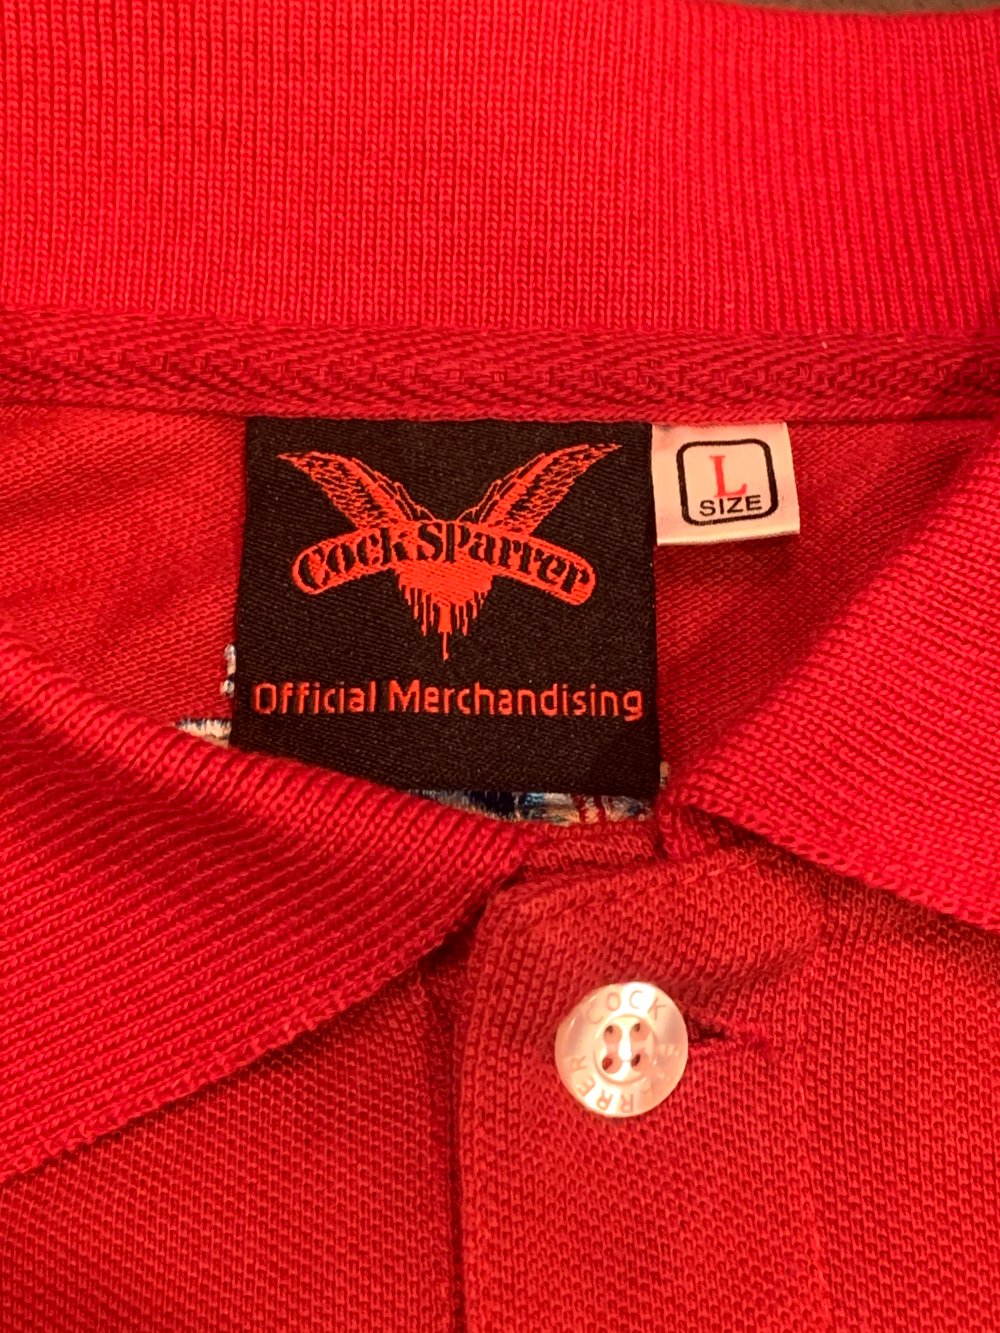 Cock Sparrer
Official Merchandising
L
SIZE
COCK
SPARRER